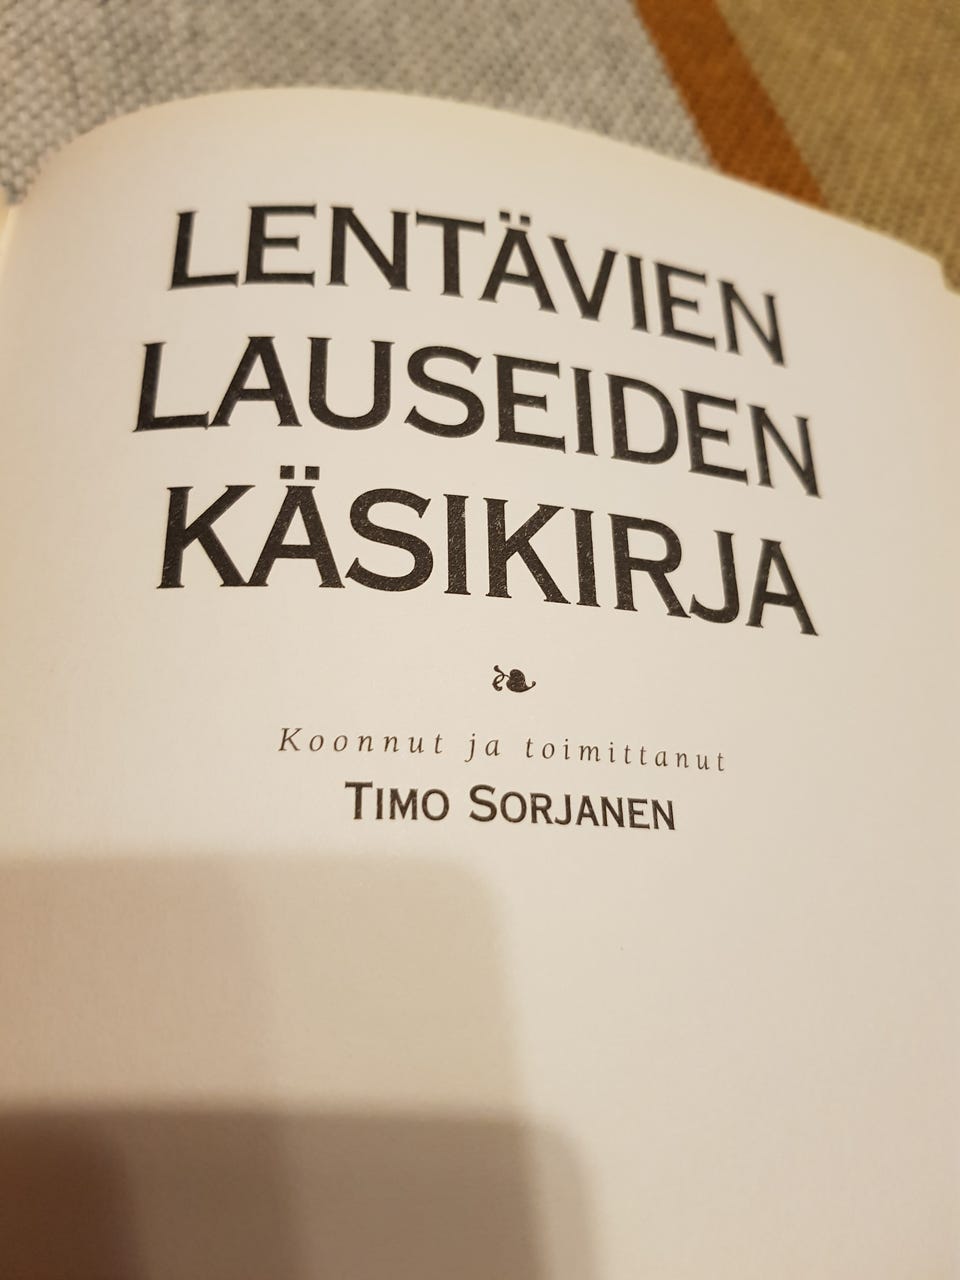 LENTÄVIEN
LAUSEIDEN
KÄSIKIRJA
Koonnut ja toimittanut
TIMO SORJANEN